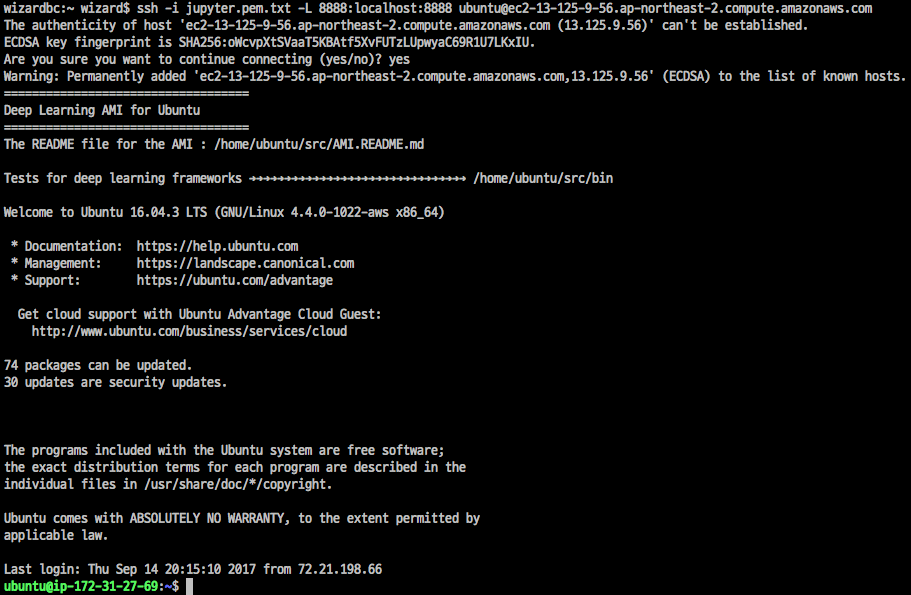 wizardbc:~ wizard$ ssh -i jupyter.pem.txt -L 8888:localhost:8888 ubuntu@ec2-13-125-9-56.ap-northeast-2.compute.amazonaws.com
The authenticity of host 'ec2-13-125-9-56.ap-northeast-2.compute.amazonaws.com (13.125.9.56)' can't be established.
ECDSA key fingerprint is SHA256:oWcvpXtSVaaT5KBAtf5XvFUTzLUpwyaC69R1U7LKxIU.
Are you sure you want to continue connecting (yes/no)? yes
Warning: Permanently added 'ec2-13-125-9-56.ap-northeast-2.compute.amazonaws.com,13.125.9.56' (ECDSA) to the list of known hosts.
===================================
Deep Learning AMI for Ubuntu
===================================
The README file for the AMI : /home/ubuntu/src/AMI.README.md
Tests for deep learning frameworks →→→→→→→→→→→→→→→→→→→→→→→→→→→→→→→ /home/ubuntu/src/bin
Welcome to Ubuntu 16.04.3 LTS (GNU/Linux 4.4.0-1022-aws x86_64)
* Documentation:  https://help.ubuntu.com
* Management:     https://landscape.canonical.com
* Support:        https://ubuntu.com/advantage
Get cloud support with Ubuntu Advantage Cloud Guest:
http://www.ubuntu.com/business/services/cloud
74 packages can be updated.
30 updates are security updates.
The programs included with the Ubuntu system are free software;
the exact distribution terms for each program are described in the
individual files in /usr/share/doc/*/copyright.
Ubuntu comes with ABSOLUTELY NO WARRANTY, to the extent permitted by
applicable law.
Last login: Thu Sep 14 20:15:10 2017 from 72.21.198.66
ubuntu@ip-172-31-27-69:~$